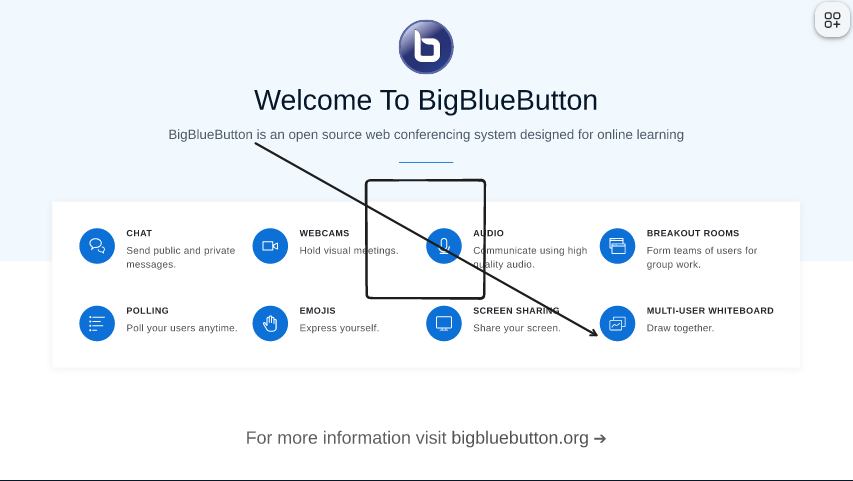 Welcome To BigBlueButton
BigBlueButton is an open source web conferencing system designed for online learning
CHAT
Send public and private
messages.
WEBCAMS
Hold visual meetings.
AUDIO
Communicate using high
quality audio.
BREAKOUT ROOMS
Form teams of users for
group work.
POLLING
Poll your users anytime.
EMOJIS
Express yourself.
SCREEN SHARING
Share your screen.
MULTI-USER WHITEBOARD
Draw together.
For more information visit bigbluebutton.org ➔